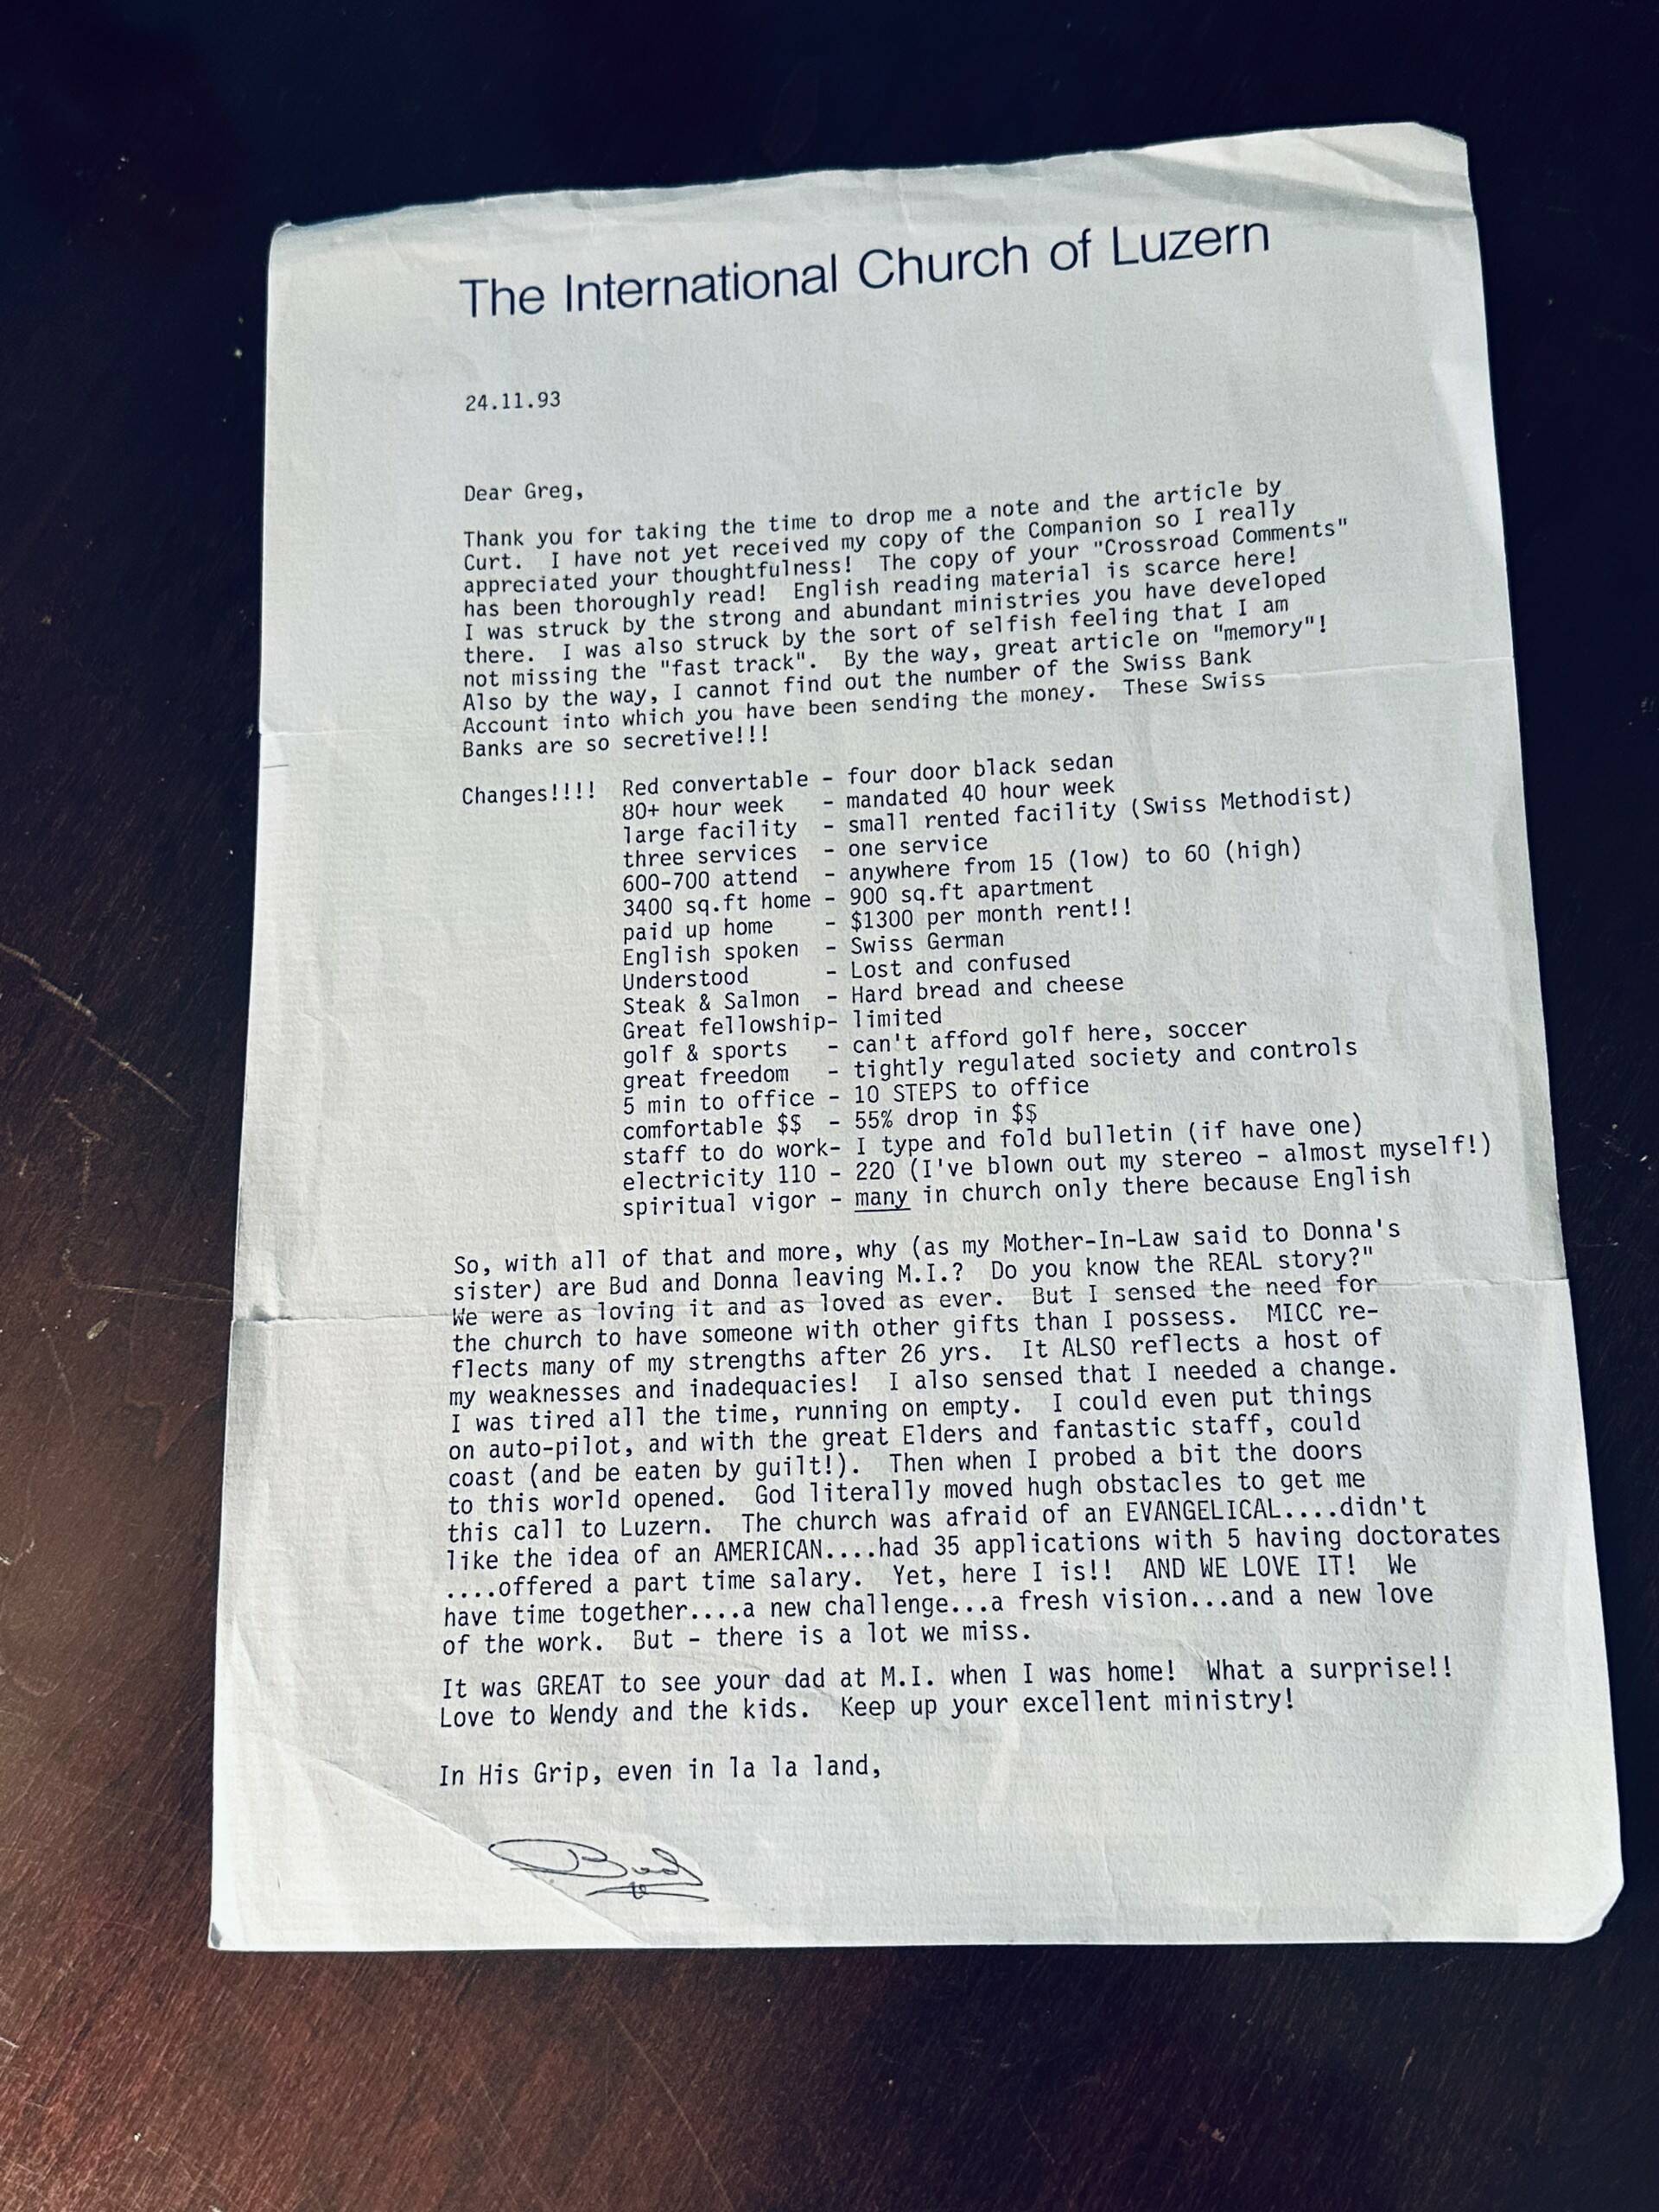 The International Church of Luzern
24.11.93
Dear Greg,
Thank you for taking the time to drop me a note and the article by
Curt.  I have not yet received my copy of the Companion so I really
appreciated your thoughtfulness!  The copy of your "Crossroad Comments"
has been thoroughly read!  English reading material is scarce here!
I was struck by the strong and abundant ministries you have developed
there.  I was also struck by the sort of selfish feeling that I am
not missing the "fast track".  By the way, great article on "memory"!
Also by the way, I cannot find out the number of the Swiss Bank
Account into which you have been sending the money.  These Swiss
Banks are so secretive!!!
Changes!!!!  Red convertable - four door black sedan
80+ hour week   - mandated 40 hour week
large facility  - small rented facility (Swiss Methodist)
three services  - one service
600-700 attend  - anywhere from 15 (low) to 60 (high)
3400 sq.ft home - 900 sq.ft apartment
paid up home    - $1300 per month rent!!
English spoken  - Swiss German
Understood      - Lost and confused
Steak & Salmon  - Hard bread and cheese
Great fellowship- limited
golf & sports   - can't afford golf here, soccer
great freedom   - tightly regulated society and controls
5 min to office - 10 STEPS to office
comfortable $$  - 55% drop in $$
staff to do work- I type and fold bulletin (if have one)
electricity 110 - 220 (I've blown out my stereo - almost myself!)
spiritual vigor - many in church only there because English
So, with all of that and more, why (as my Mother-In-Law said to Donna's
sister) are Bud and Donna leaving M.I.?  Do you know the REAL story?"
We were as loving it and as loved as ever.  But I sensed the need for
the church to have someone with other gifts than I possess.  MICC re-
flects many of my strengths after 26 yrs.  It ALSO reflects a host of
my weaknesses and inadequacies!  I also sensed that I needed a change.
I was tired all the time, running on empty.  I could even put things
on auto-pilot, and with the great Elders and fantastic staff, could
coast (and be eaten by guilt!).  Then when I probed a bit the doors
to this world opened.  God literally moved hugh obstacles to get me
this call to Luzern.  The church was afraid of an EVANGELICAL....didn't
like the idea of an AMERICAN....had 35 applications with 5 having doctorates
....offered a part time salary.  Yet, here I is!!  AND WE LOVE IT!  We
have time together....a new challenge...a fresh vision...and a new love
of the work.  But - there is a lot we miss.
It was GREAT to see your dad at M.I. when I was home!  What a surprise!!
Love to Wendy and the kids.  Keep up your excellent ministry!
In His Grip, even in la la land,
Bud